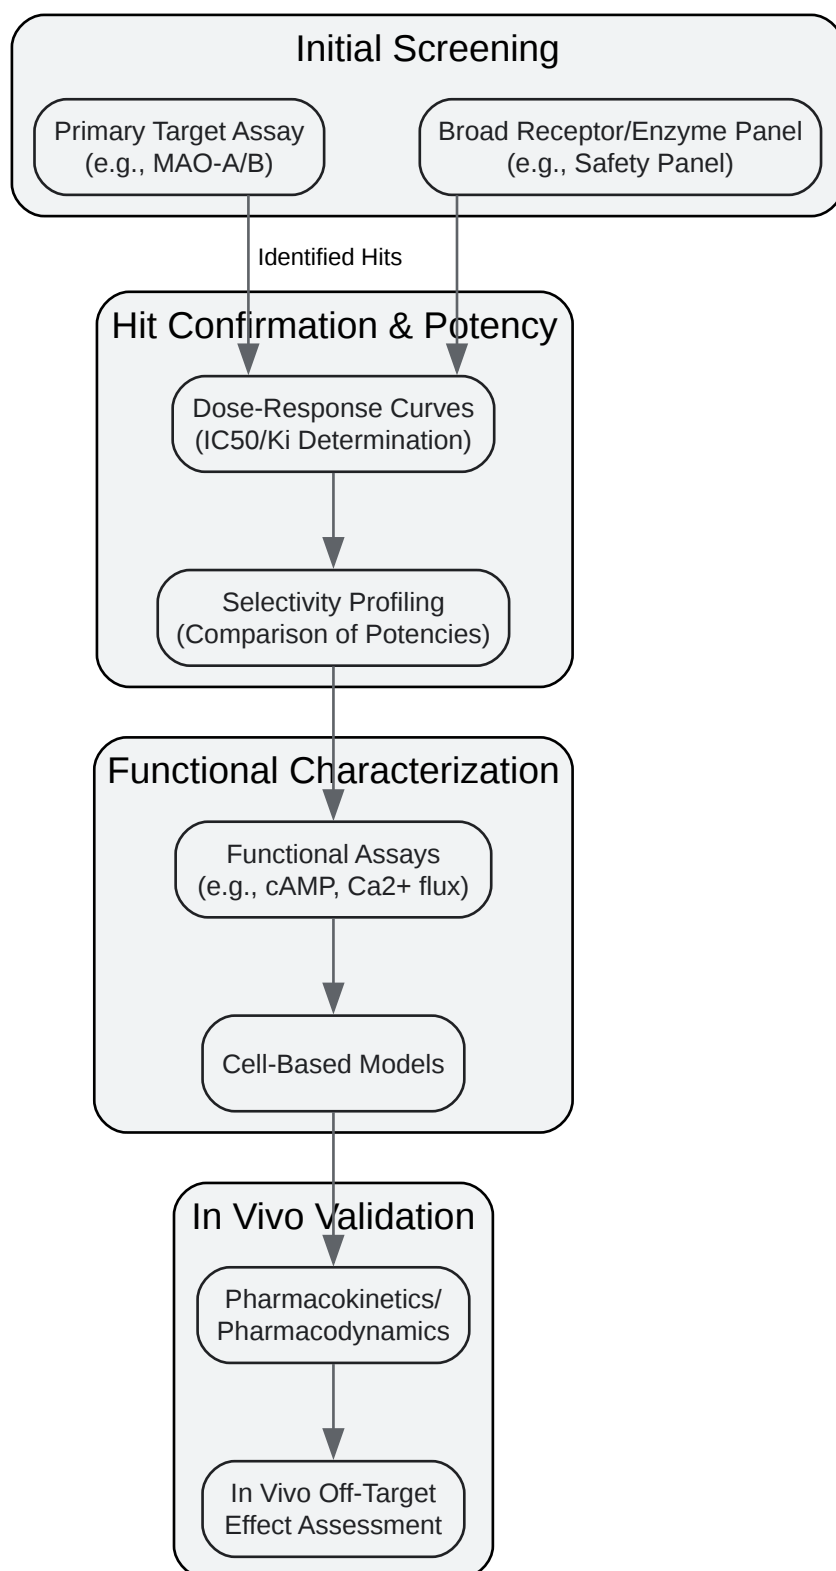 Initial Screening
Primary Target Assay
(e.g., MAO-A/B)
Broad Receptor/Enzyme Panel
(e.g., Safety Panel)
Identified Hits
Hit Confirmation & Potency
Dose-Response Curves
(IC50/Ki Determination)
Selectivity Profiling
(Comparison of Potencies)
Functional Characterization
Functional Assays
(e.g., cAMP, Ca2+ flux)
Cell-Based Models
In Vivo Validation
Pharmacokinetics/
Pharmacodynamics
In Vivo Off-Target
Effect Assessment